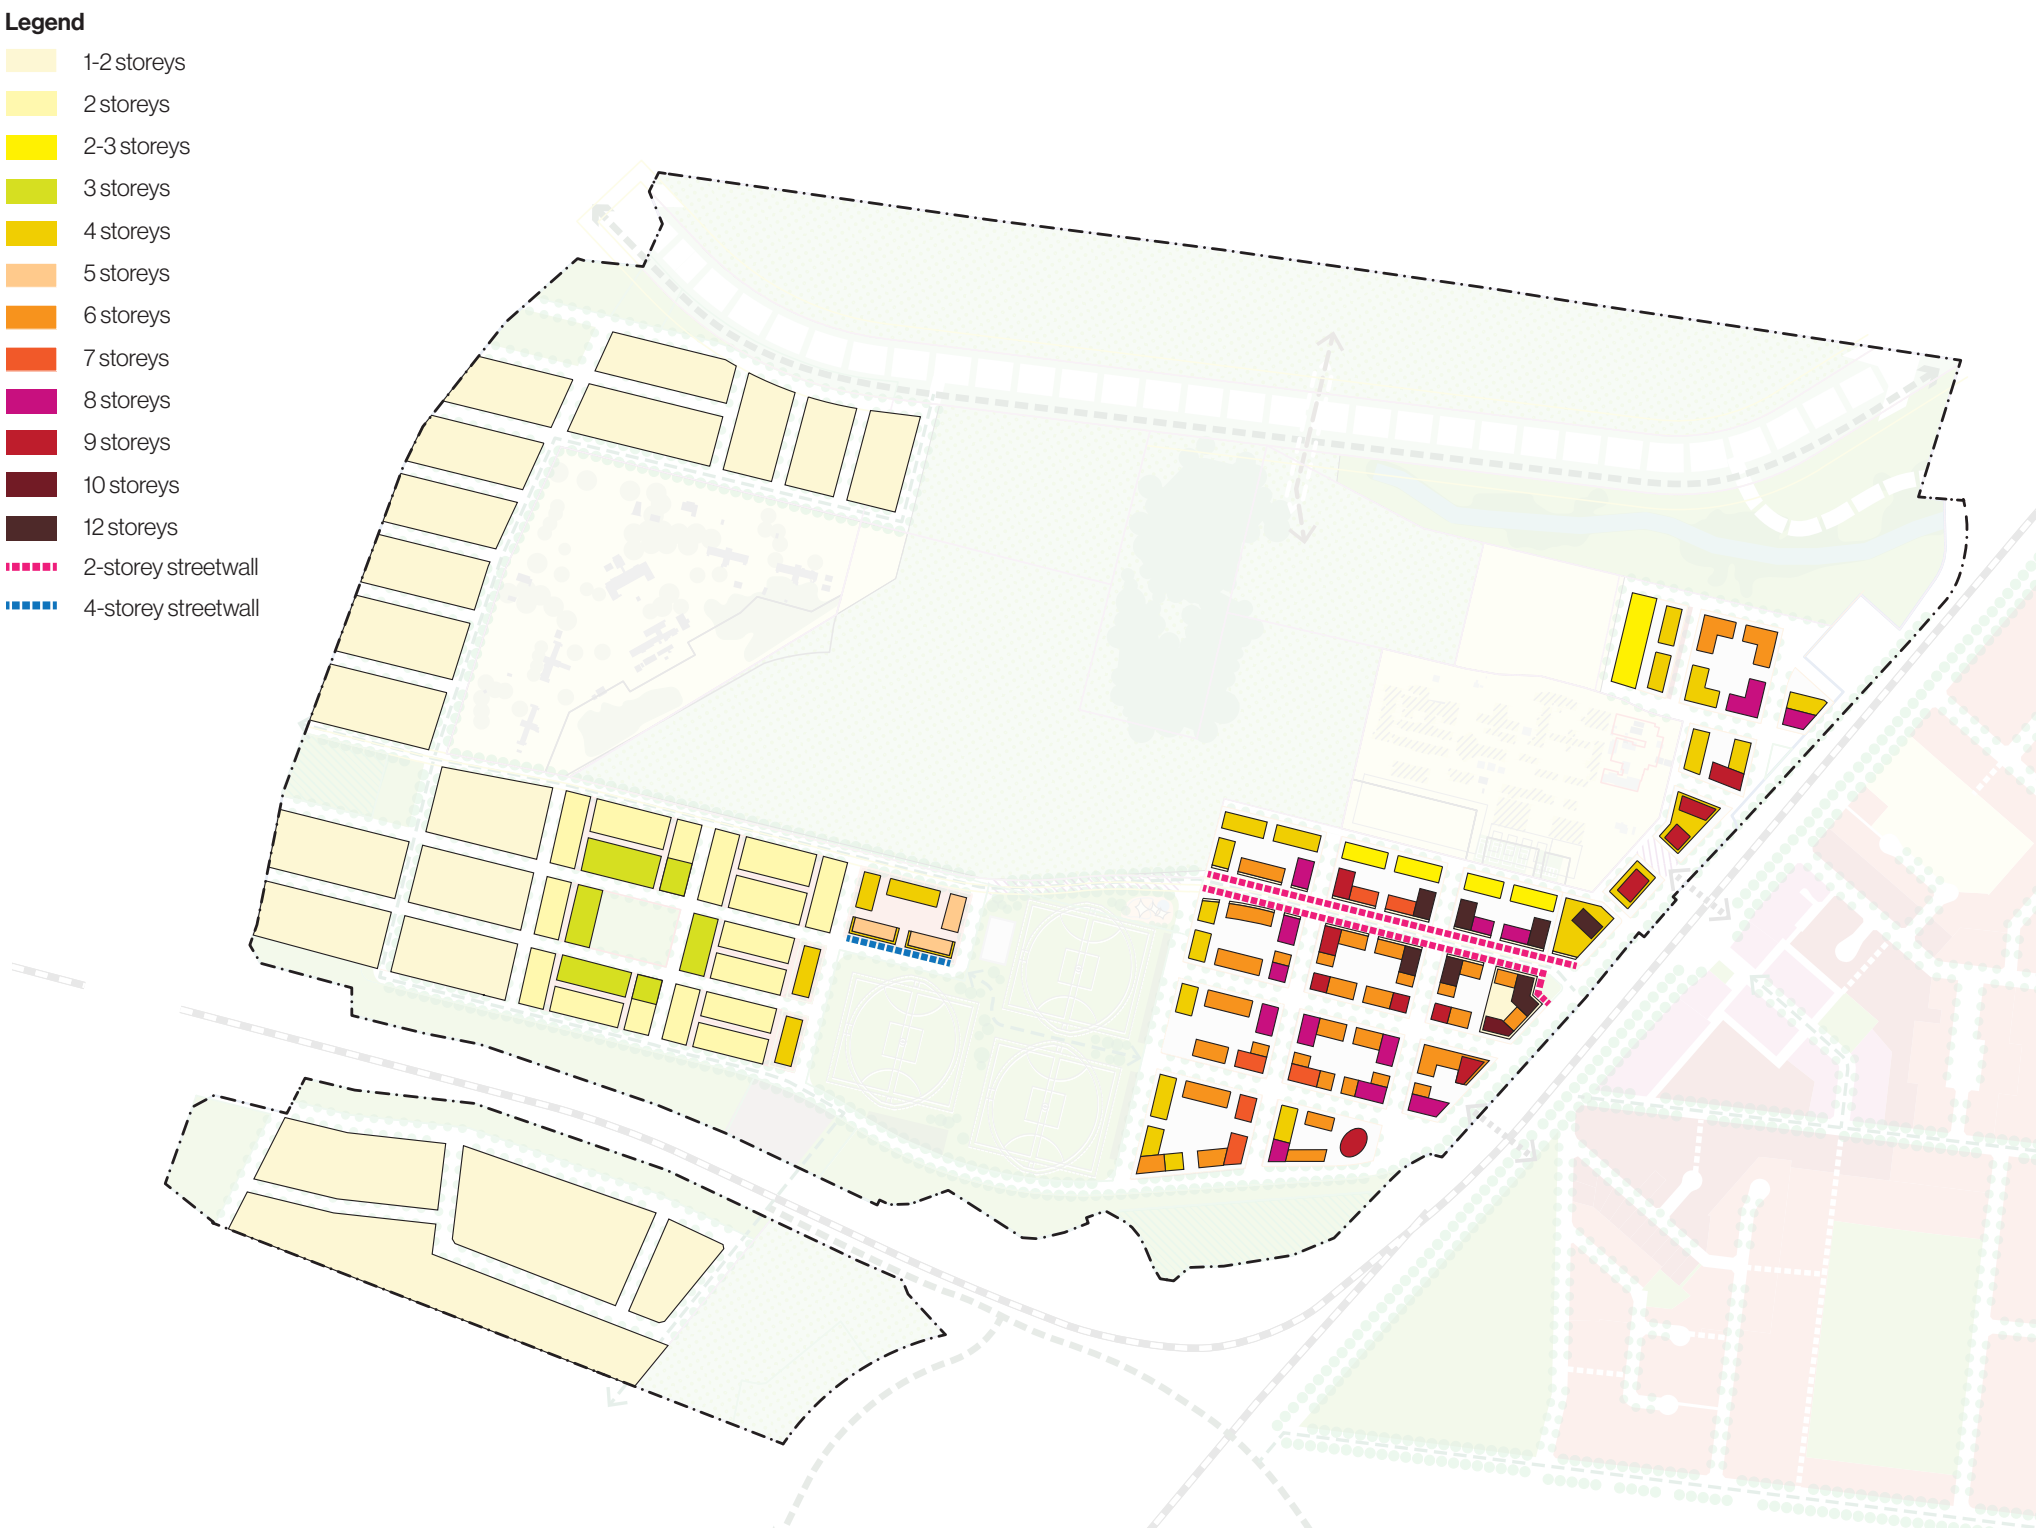 Legend
1-2 storeys
2 storeys
2-3 storeys
3 storeys
4 storeys
5 storeys
6 storeys
7 storeys
8 storeys
9 storeys
10 storeys
12 storeys
2-storey streetwall
4-storey streetwall